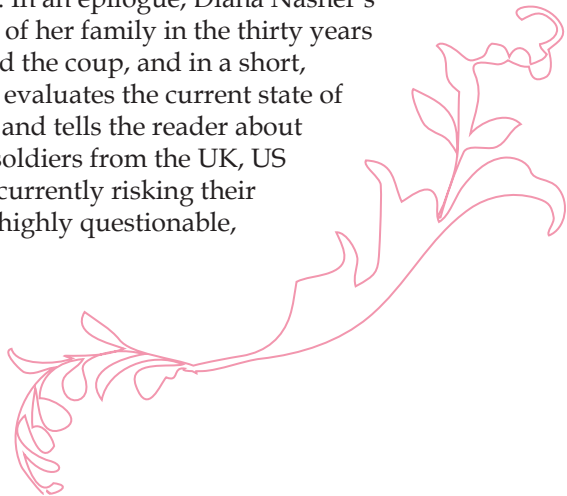 . In an epilogue, Diana Nasher's
of her family in the thirty years
d the coup, and in a short,
evaluates the current state of
and tells the reader about
soldiers from the UK, US
currently risking their
highly questionable,